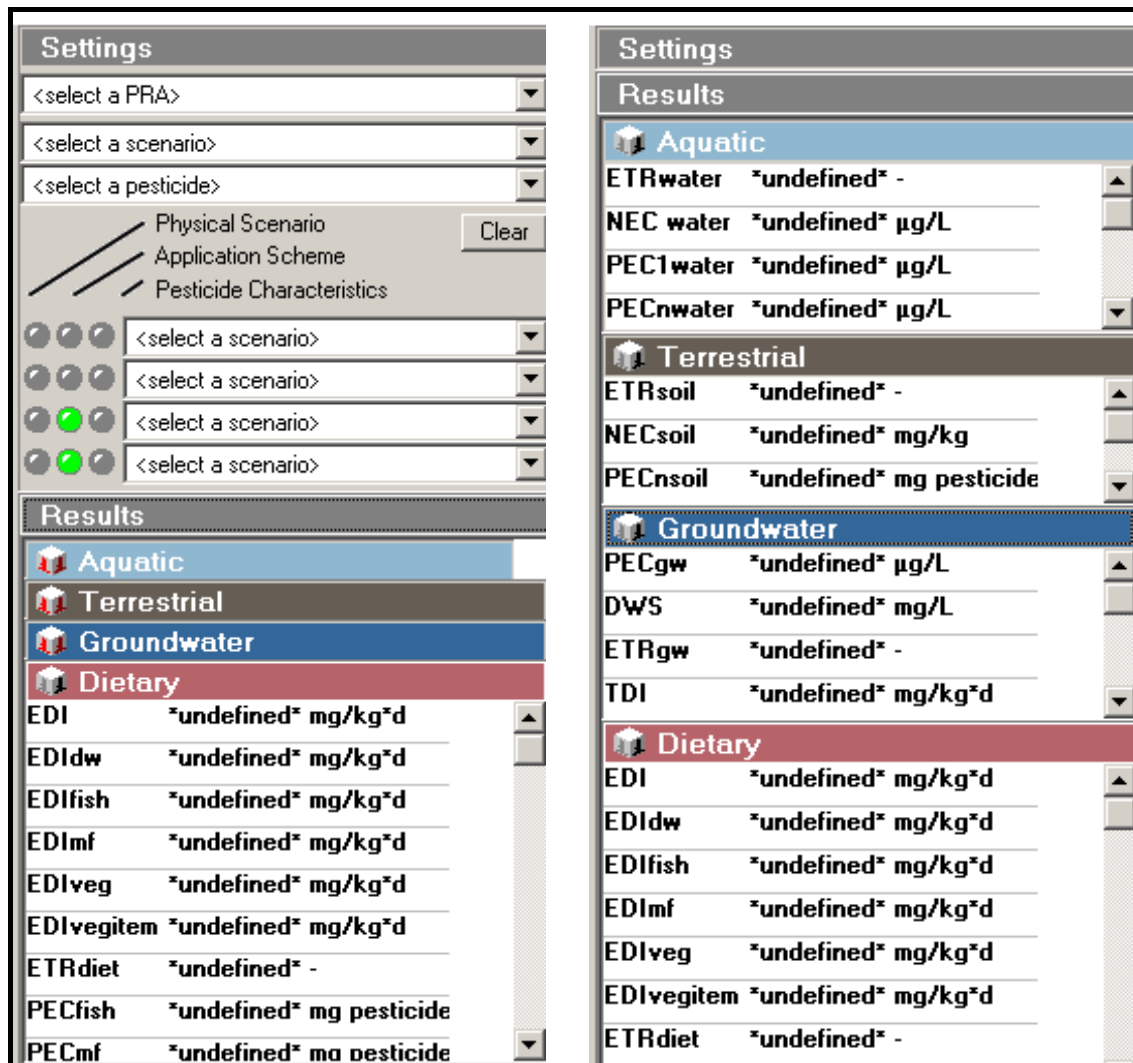 Settings
<select a PRA>
<select a scenario>
<select a pesticide>
Physical Scenario
Clear
Application Scheme
Pesticide Characteristics
<select a scenario>
<select a scenario>
<select a scenario>
<select a scenario>
Results
Aquatic
Terrestrial
Groundwater
Dietary
EDI *undefined* mg/kg*d
EDIdw *undefined* mg/kg*d
EDIfish *undefined* mg/kg*d
EDImf *undefined* mg/kg*d
EDIveg *undefined* mg/kg*d
EDIvegitem *undefined* mg/kg*d
ETRdiet *undefined* -
PECfish *undefined* mg pesticide
PECmf *undefined* mg pesticide
Settings
Results
Aquatic
ETRwater *undefined* -
NEC water *undefined* µg/L
PEC1water *undefined* µg/L
PECnwater *undefined* µg/L
Terrestrial
ETRsoil *undefined* -
NECsoil *undefined* mg/kg
PECnsoil *undefined* mg pesticide
Groundwater
PECgw *undefined* µg/L
DWS *undefined* mg/L
ETRgw *undefined* -
TDI *undefined* mg/kg*d
Dietary
EDI *undefined* mg/kg*d
EDIdw *undefined* mg/kg*d
EDIfish *undefined* mg/kg*d
EDImf *undefined* mg/kg*d
EDIveg *undefined* mg/kg*d
EDIvegitem *undefined* mg/kg*d
ETRdiet *undefined* -